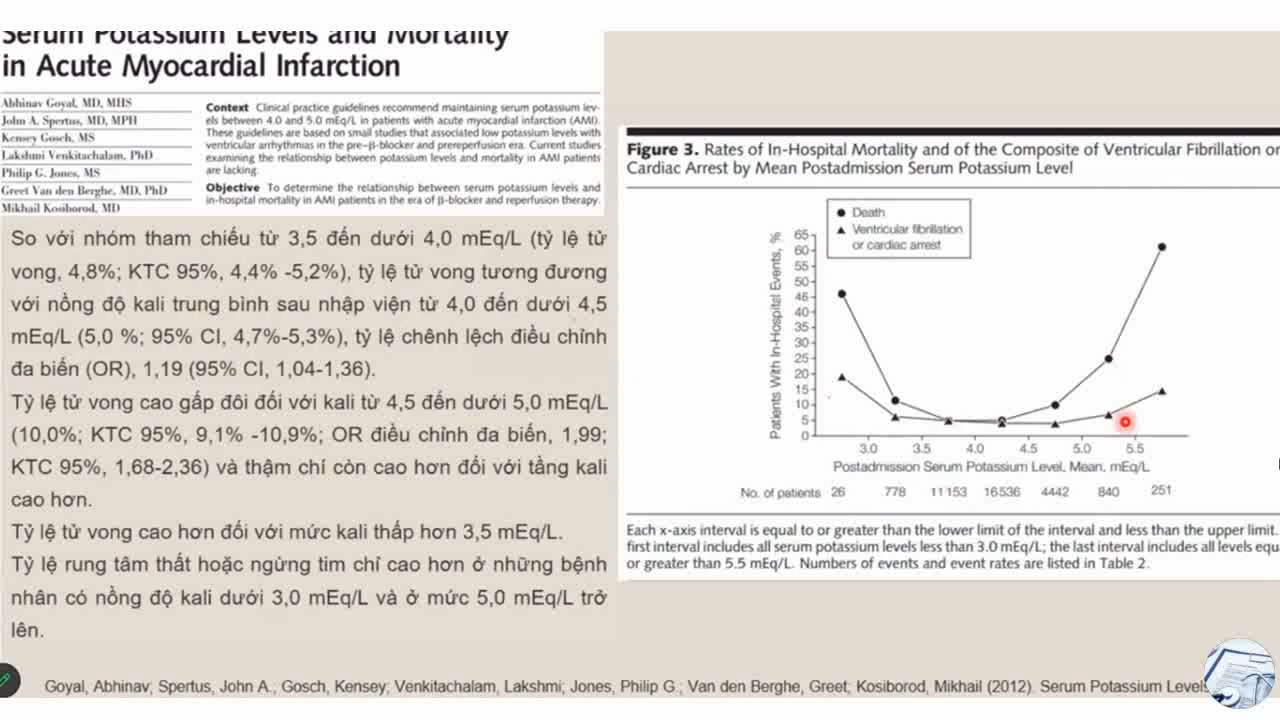 Serum Potassium Levels and Mortality
in Acute Myocardial Infarction
Abhinav Goyal, MD, MHS
John A. Spertus, MD, MPH
Kensey Gosch, MS
Lakshmi Venkitachalam, PhD
Philip G. Jones, MS
Greet Van den Berghe, MD, PhD
Mikhail Kosiborod, MD
Context Clinical practice guidelines recommend maintaining serum potassium lev-
els between 4.0 and 5.0 mEq/L in patients with acute myocardial infarction (AMI).
These guidelines are based on small studies that associated low potassium levels with
ventricular arrhythmias in the pre–β-blocker and prereperfusion era. Current studies
examining the relationship between potassium levels and mortality in AMI patients
are lacking.
Objective To determine the relationship between serum potassium levels and
in-hospital mortality in AMI patients in the era of β-blocker and reperfusion therapy.
So với nhóm tham chiếu từ 3,5 đến dưới 4,0 mEq/L (tỷ lệ tử
vong, 4,8%; KTC 95%, 4,4% -5,2%), tỷ lệ tử vong tương đương
với nồng độ kali trung bình sau nhập viện từ 4,0 đến dưới 4,5
mEq/L (5,0 %; 95% CI, 4,7%-5,3%), tỷ lệ chênh lệch điều chỉnh
đa biến (OR), 1,19 (95% CI, 1,04-1,36).
Tỷ lệ tử vong cao gấp đôi đối với kali từ 4,5 đến dưới 5,0 mEq/L
(10,0%; KTC 95%, 9,1% -10,9%; OR điều chỉnh đa biến, 1,99;
KTC 95%, 1,68-2,36) và thậm chí còn cao hơn đối với tầng kali
cao hơn.
Tỷ lệ tử vong cao hơn đối với mức kali thấp hơn 3,5 mEq/L.
Tỷ lệ rung tâm thất hoặc ngừng tim chỉ cao hơn ở những bệnh
nhân có nồng độ kali dưới 3,0 mEq/L và ở mức 5,0 mEq/L trở
lên.
Figure 3. Rates of In-Hospital Mortality and of the Composite of Ventricular Fibrillation or
Cardiac Arrest by Mean Postadmission Serum Potassium Level
Death
Ventricular fibrillation
or cardiac arrest
Patients With In-Hospital Events, %
65
60
55
50
45
40
35
30
25
20
15
10
5
0
3.0 3.5 4.0 4.5 5.0 5.5
Postadmission Serum Potassium Level, Mean, mEq/L
No. of patients 26 778 11 153 16 536 4442 840 251
Each x-axis interval is equal to or greater than the lower limit of the interval and less than the upper limit.
first interval includes all serum potassium levels less than 3.0 mEq/L; the last interval includes all levels equ
or greater than 5.5 mEq/L. Numbers of events and event rates are listed in Table 2.
Goyal, Abhinav; Spertus, John A.; Gosch, Kensey; Venkitachalam, Lakshmi; Jones, Philip G.; Van den Berghe, Greet; Kosiborod, Mikhail (2012). Serum Potassium Levels